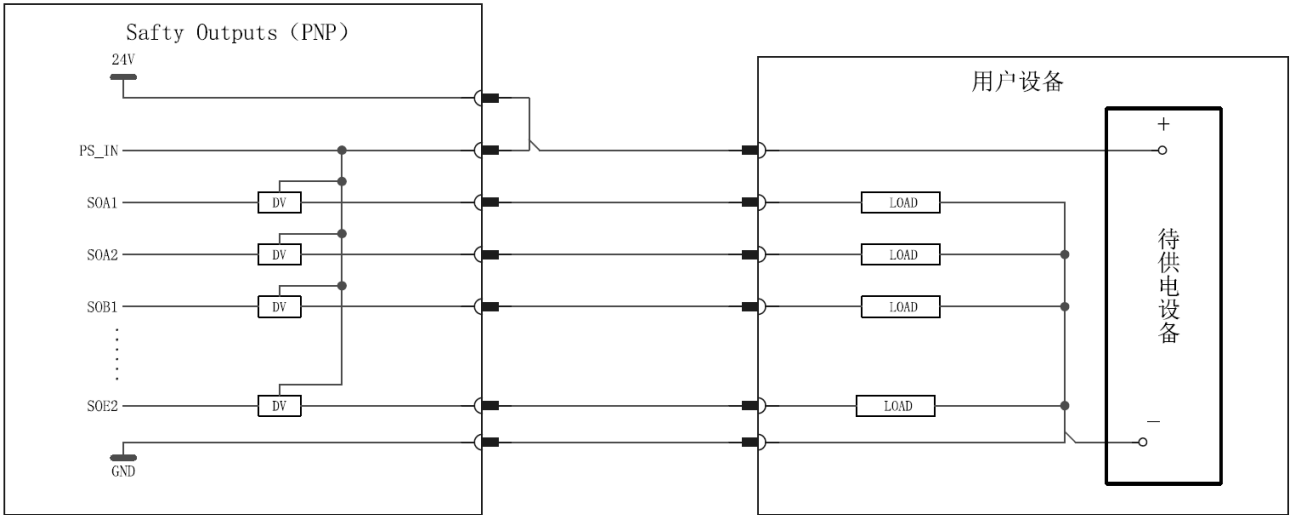 Safty Outputs（PNP）
24V
用户设备
+
PS_IN
SOA1
DV
LOAD
SOA2
DV
LOAD
SOB1
DV
LOAD
待供电设备
SOE2
DV
LOAD
—
GND